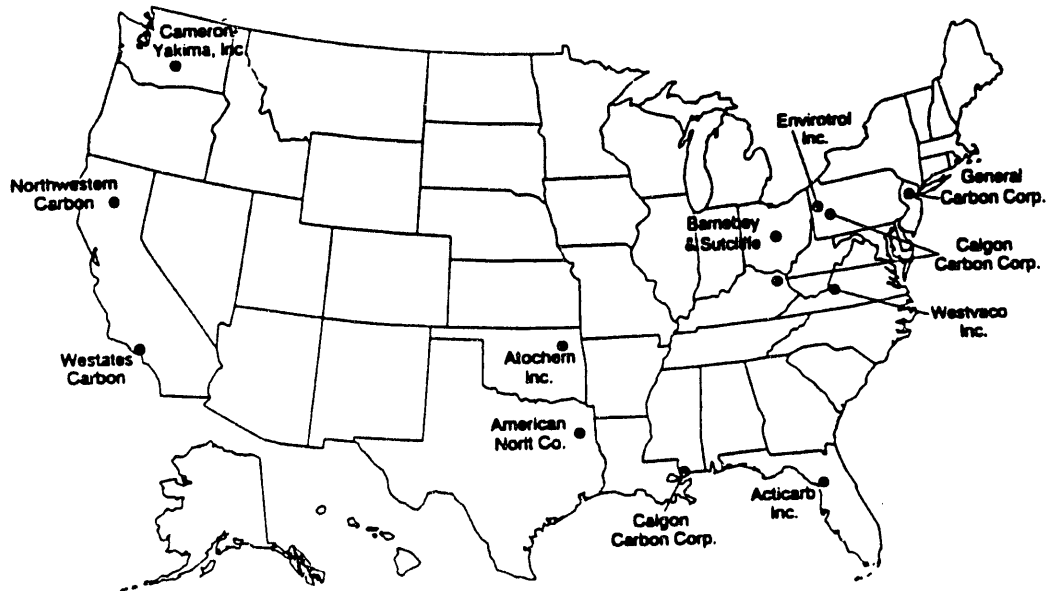 Cameron-
Yakima, Inc.
Northwestern
Carbon
Westates
Carbon
Envirotrol
Inc.
General
Carbon Corp.
Barnebey
& Sutcliffe
Calgon
Carbon Corp.
Westvaco
Inc.
Atochem
Inc.
American
Norit Co.
Acticarb
Inc.
Calgon
Carbon Corp.